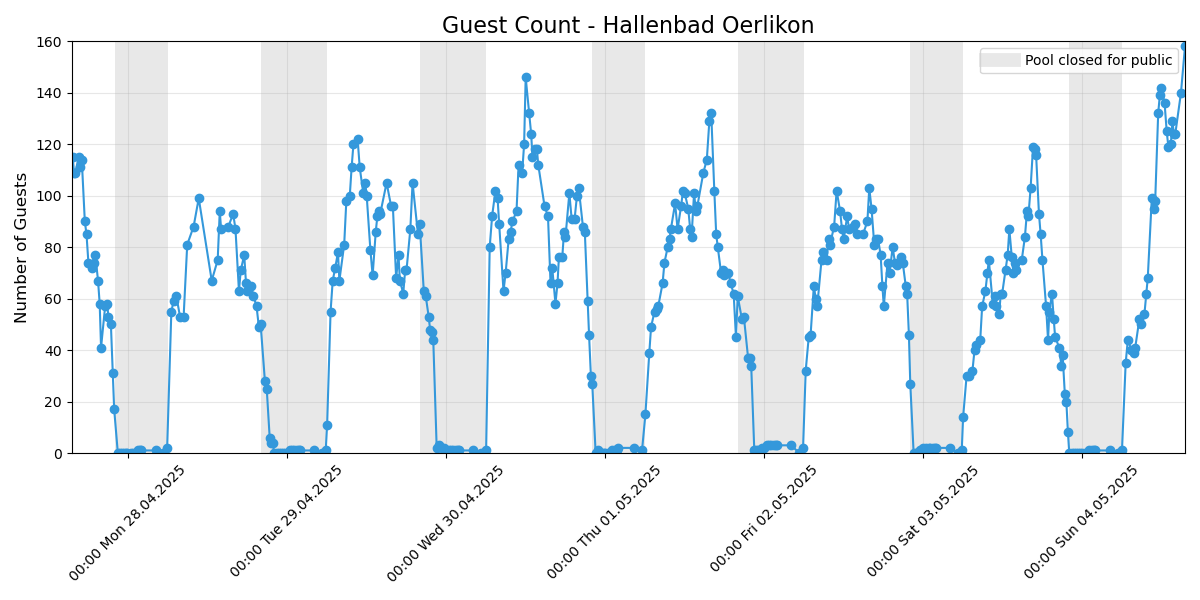 Guest Count - Hallenbad Oerlikon
Pool closed for public
Number of Guests
160
140
120
100
80
60
40
20
0
00:00 Mon 28.04.2025
00:00 Tue 29.04.2025
00:00 Wed 30.04.2025
00:00 Thu 01.05.2025
00:00 Fri 02.05.2025
00:00 Sat 03.05.2025
00:00 Sun 04.05.2025